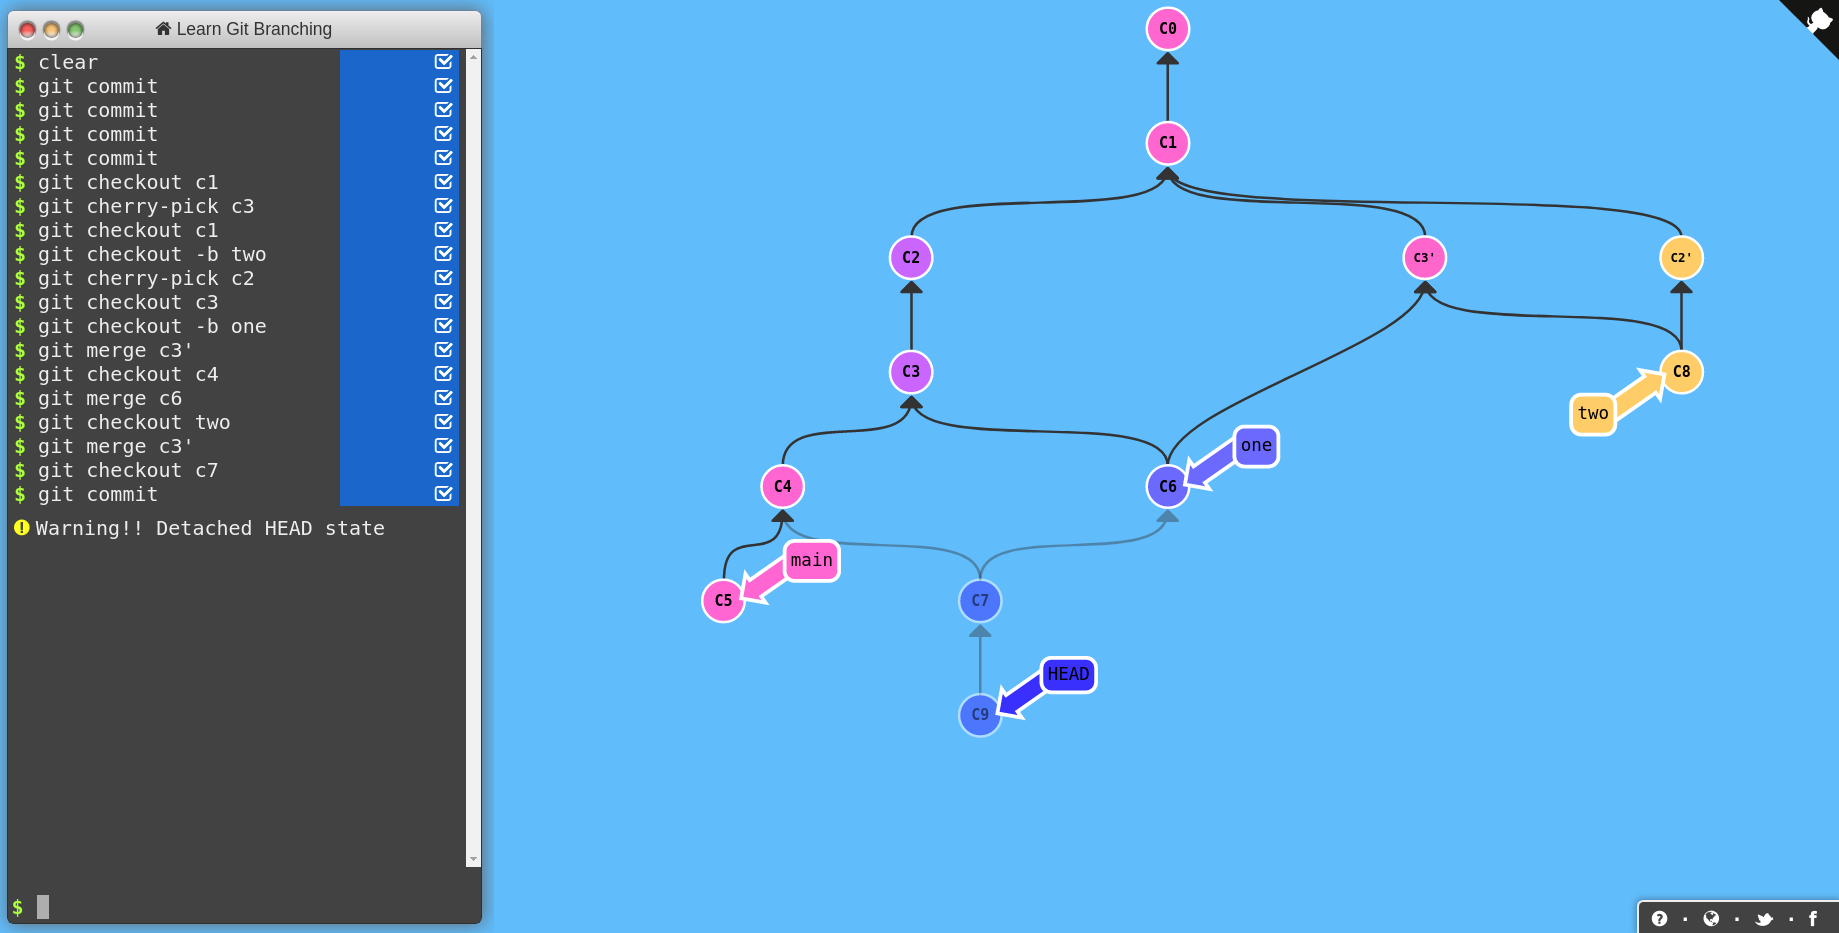 Learn Git Branching
$ clear
$ git commit
$ git commit
$ git commit
$ git commit
$ git checkout c1
$ git cherry-pick c3
$ git checkout c1
$ git checkout -b two
$ git cherry-pick c2
$ git checkout c3
$ git checkout -b one
$ git merge c3'
$ git checkout c4
$ git merge c6
$ git checkout two
$ git merge c3'
$ git checkout c7
$ git commit
Warning!! Detached HEAD state
$
C0
C1
C2
C3'
C2'
C3
C8
two
one
C4
C6
main
C5
C7
HEAD
C9